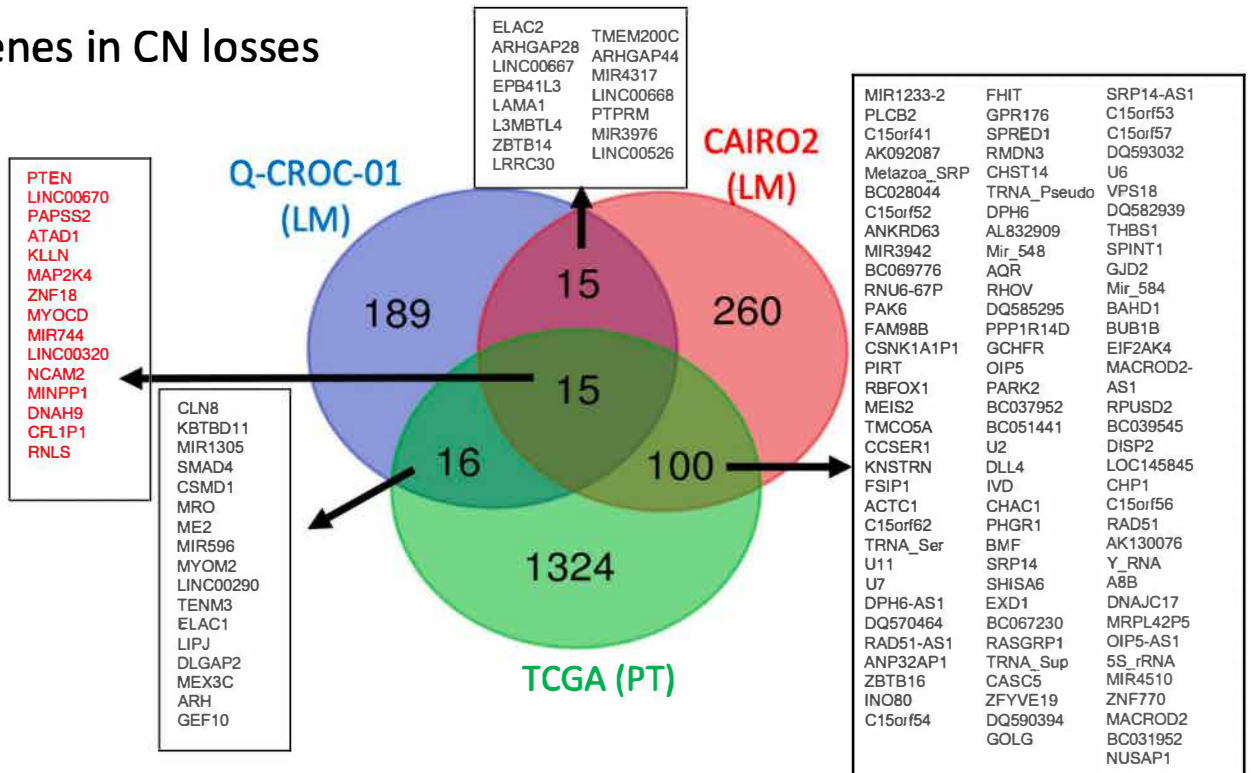 enes in CN losses
ELAC2
ARHGAP28
LINC00667
EPB41L3
LAMA1
L3MBTL4
ZBTB14
LRRC30
TMEM200C
ARHGAP44
MIR4317
LINC00668
PTPRM
MIR3976
LINC00526
Q-CROC-01
(LM)
CAIRO2
(LM)
PTEN
LINC00670
PAPSS2
ATAD1
KLLN
MAP2K4
ZNF18
MYOCD
MIR744
LINC00320
NCAM2
MINPP1
DNAH9
CFL1P1
RNLS
189
15
260
15
16
100
1324
TCGA (PT)
CLN8
KBTBD11
MIR1305
SMAD4
CSMD1
MRO
ME2
MIR596
MYOM2
LINC00290
TENM3
ELAC1
LIPJ
DLGAP2
MEX3C
ARH
GEF10
MIR1233-2
PLCB2
C15orf41
AK092087
Metazoa_SRP
BC028044
C15orf52
ANKRD63
MIR3942
BC069776
RNU6-67P
PAK6
FAM98B
CSNK1A1P1
PIRT
RBFOX1
MEIS2
TMCO5A
CCSER1
KNSTRN
FSIP1
ACTC1
C15orf62
TRNA_Ser
U11
U7
DPH6-AS1
DQ570464
RAD51-AS1
ANP32AP1
ZBTB16
INO80
C15orf54
FHIT
GPR176
SPRED1
RMDN3
CHST14
TRNA_Pseudo
DPH6
AL832909
Mir_548
AQR
RHOV
DQ585295
PPP1R14D
GCHFR
OIP5
PARK2
BC037952
BC051441
U2
DLL4
IVD
CHAC1
PHGR1
BMF
SRP14
SHISA6
EXD1
BC067230
RASGRP1
TRNA_Sup
CASC5
ZFYVE19
DQ590394
GOLG
SRP14-AS1
C15orf53
C15orf57
DQ593032
U6
VPS18
DQ582939
THBS1
SPINT1
GJD2
Mir_584
BAHD1
BUB1B
EIF2AK4
MACROD2-
AS1
RPUSD2
BC039545
DISP2
LOC145845
CHP1
C15orf56
RAD51
AK130076
Y_RNA
A8B
DNAJC17
MRPL42P5
OIP5-AS1
5S_rRNA
MIR4510
ZNF770
MACROD2
BC031952
NUSAP1